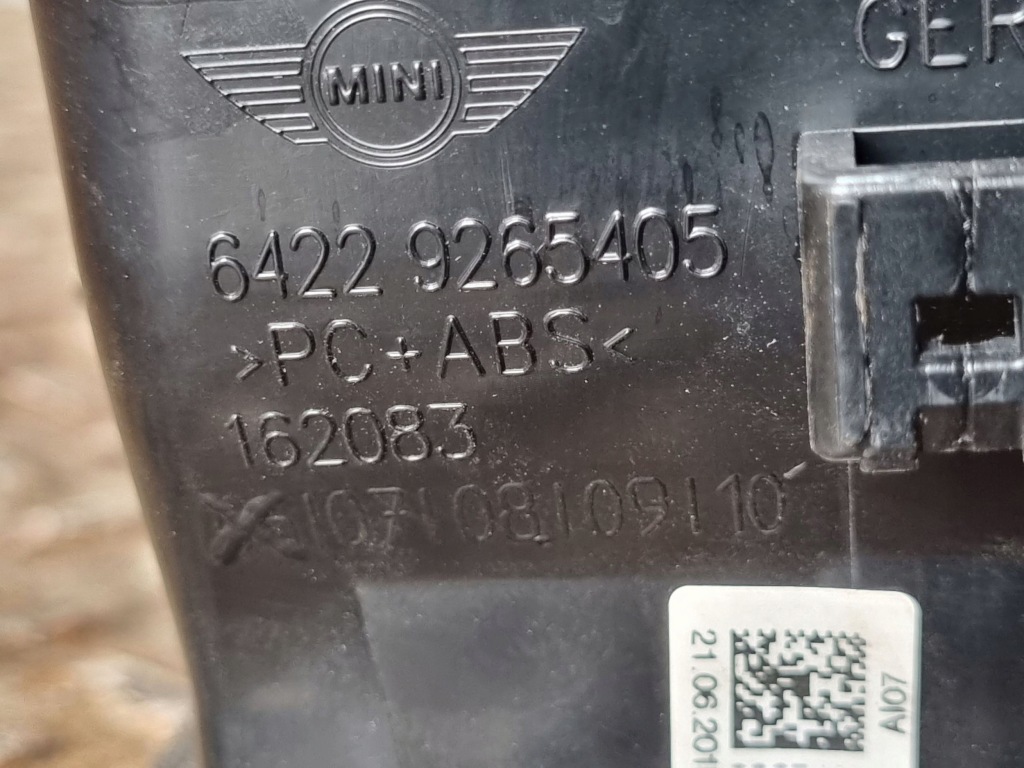 MINI
GER
6422 9265405
>PC+ABS<
162083
07 | 08 | 09 | 10
21.06.201
AI07